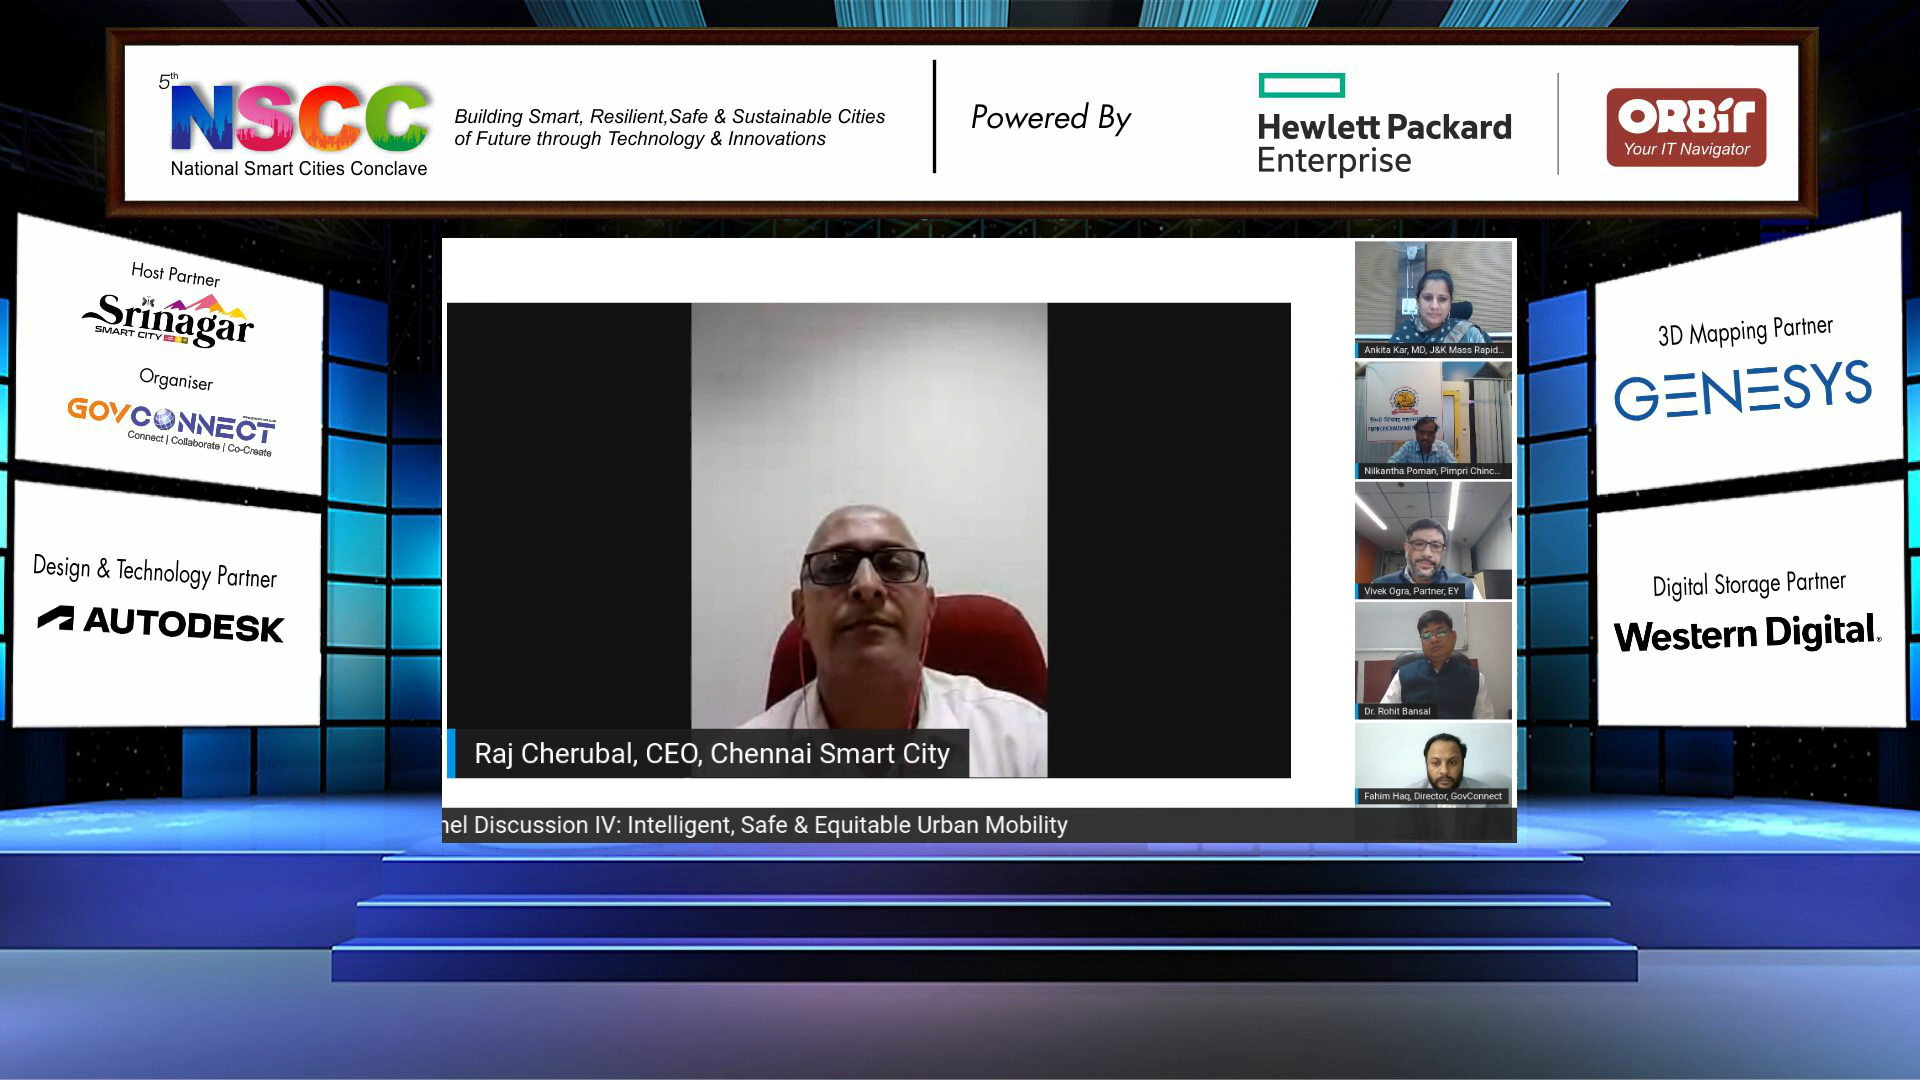 5th
NSCC
National Smart Cities Conclave
Building Smart, Resilient,Safe & Sustainable Cities
of Future through Technology & Innovations
Powered By
Hewlett Packard
Enterprise
ORBIT
Your IT Navigator
Host Partner
Srinagar
SMART CITY
Organiser
GOVCONNECT
Connect | Collaborate | Co-Create
Design & Technology Partner
AUTODESK
Raj Cherubal, CEO, Chennai Smart City
nel Discussion IV: Intelligent, Safe & Equitable Urban Mobility
Ankita Kar, MD, J&K Mass Rapid...
Nilkantha Poman, Pimpri Chinc...
Vivek Ogra, Partner, EY
Dr. Rohit Bansal
Fahim Haq, Director, GovConnect
3D Mapping Partner
GENESYS
Digital Storage Partner
Western Digital.